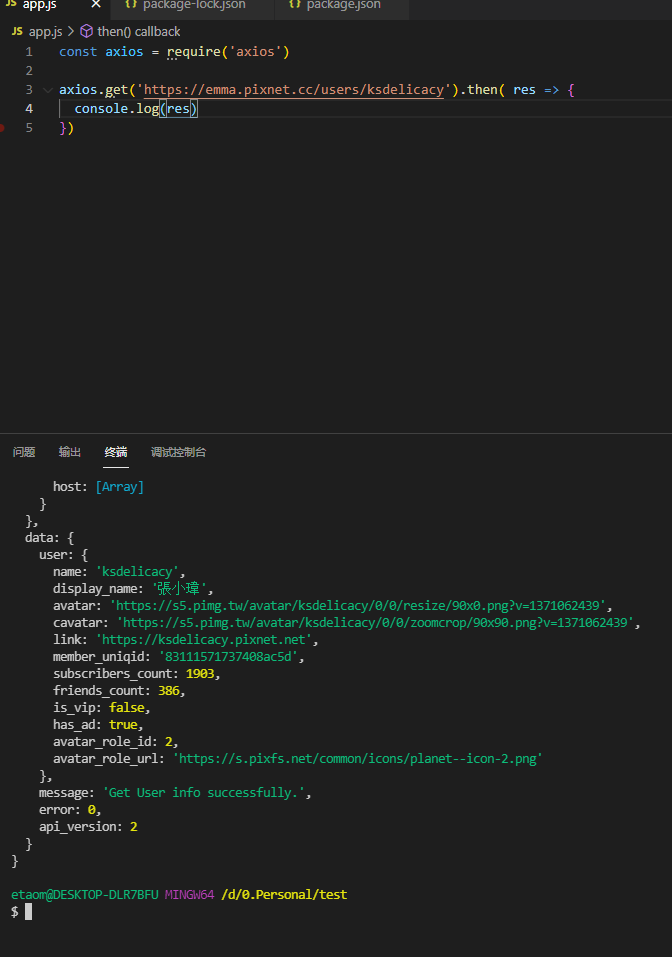 JS app.js × {} package-lock.json {} package.json
JS app.js > then() callback
1 const axios = require('axios')
2
3 axios.get('https://emma.pixnet.cc/users/ksdelicacy').then( res => {
4 console.log(res)
5 })
问题 输出 终端 调试控制台
host: [Array]
}
},
data: {
user: {
name: 'ksdelicacy',
display_name: '張小瑋',
avatar: 'https://s5.pimg.tw/avatar/ksdelicacy/0/0/resize/90x0.png?v=1371062439',
cavatar: 'https://s5.pimg.tw/avatar/ksdelicacy/0/0/zoomcrop/90x90.png?v=1371062439',
link: 'https://ksdelicacy.pixnet.net',
member_uniqid: '83111571737408ac5d',
subscribers_count: 1903,
friends_count: 386,
is_vip: false,
has_ad: true,
avatar_role_id: 2,
avatar_role_url: 'https://s.pixfs.net/common/icons/planet--icon-2.png'
},
message: 'Get User info successfully.',
error: 0,
api_version: 2
}
}
etaom@DESKTOP-DLR7BFU MINGW64 /d/0.Personal/test
$